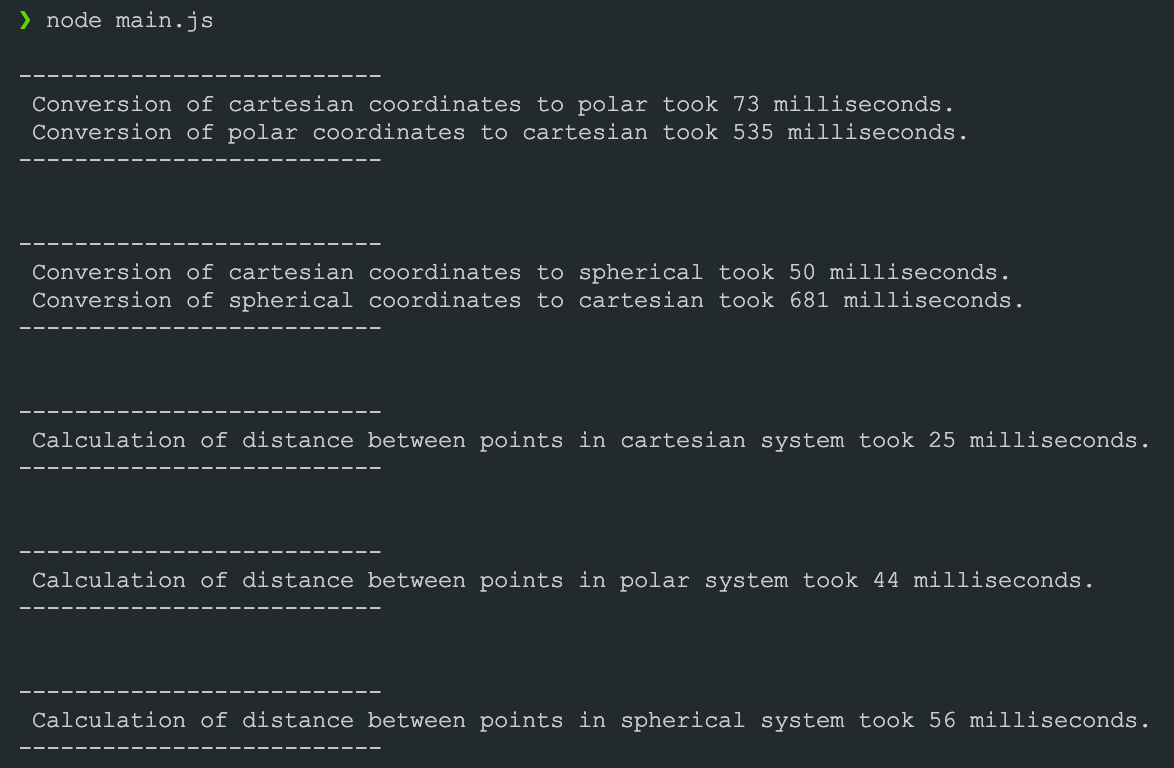 ❯ node main.js
--------------------------
Conversion of cartesian coordinates to polar took 73 milliseconds.
Conversion of polar coordinates to cartesian took 535 milliseconds.
--------------------------
--------------------------
Conversion of cartesian coordinates to spherical took 50 milliseconds.
Conversion of spherical coordinates to cartesian took 681 milliseconds.
--------------------------
--------------------------
Calculation of distance between points in cartesian system took 25 milliseconds.
--------------------------
--------------------------
Calculation of distance between points in polar system took 44 milliseconds.
--------------------------
--------------------------
Calculation of distance between points in spherical system took 56 milliseconds.
--------------------------